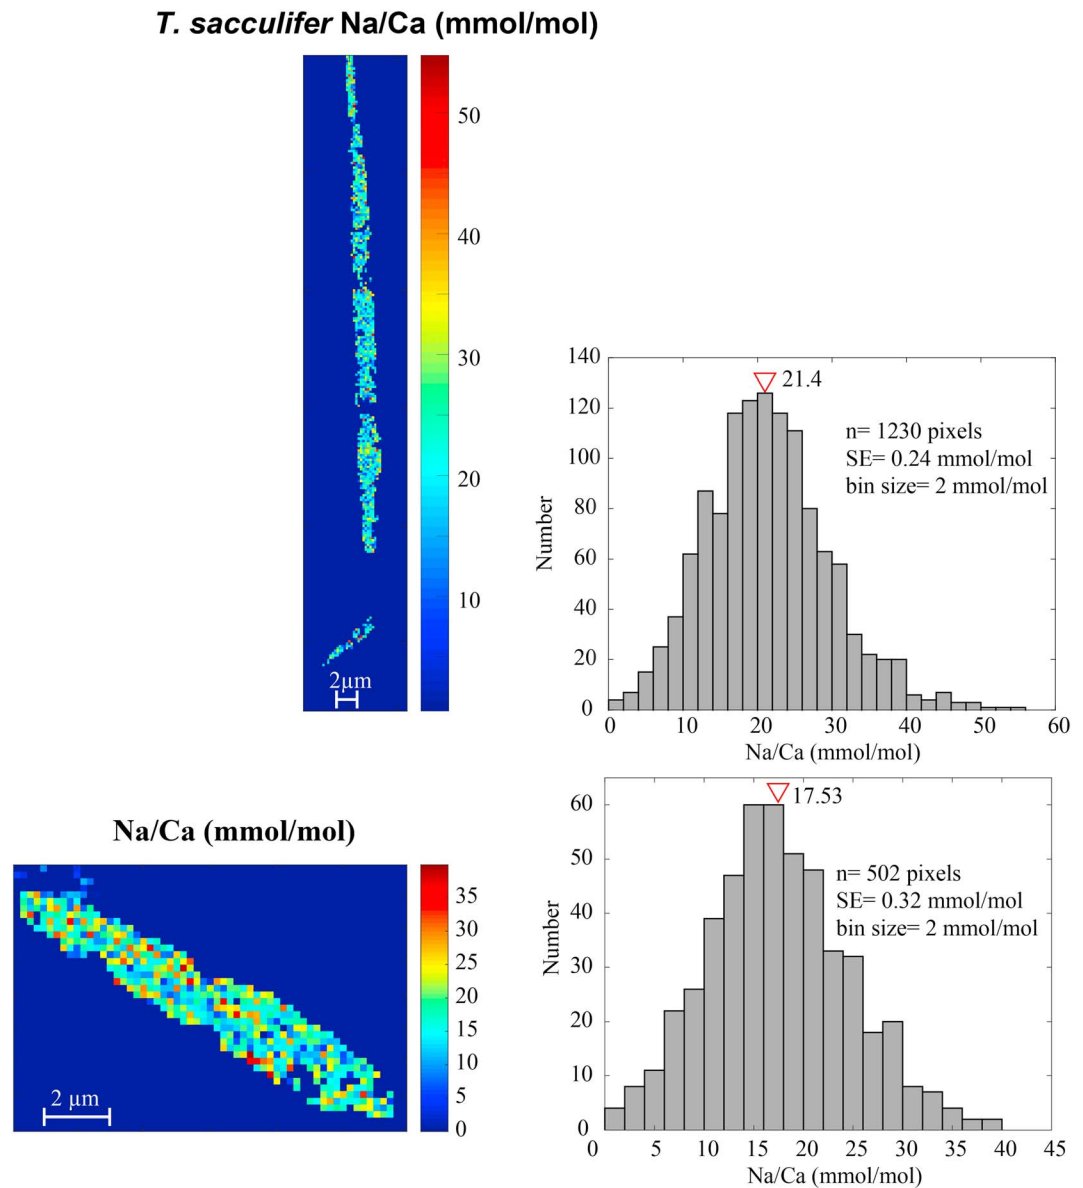 T. sacculifer Na/Ca (mmol/mol)
50
40
30
20
10
2µm
140
120
100
80
60
40
20
0
Number
21.4
n= 1230 pixels
SE= 0.24 mmol/mol
bin size= 2 mmol/mol
0 10 20 30 40 50 60
Na/Ca (mmol/mol)
Na/Ca (mmol/mol)
35
30
25
20
15
10
5
0
2 µm
60
50
40
30
20
10
0
Number
17.53
n= 502 pixels
SE= 0.32 mmol/mol
bin size= 2 mmol/mol
0 5 10 15 20 25 30 35 40 45
Na/Ca (mmol/mol)